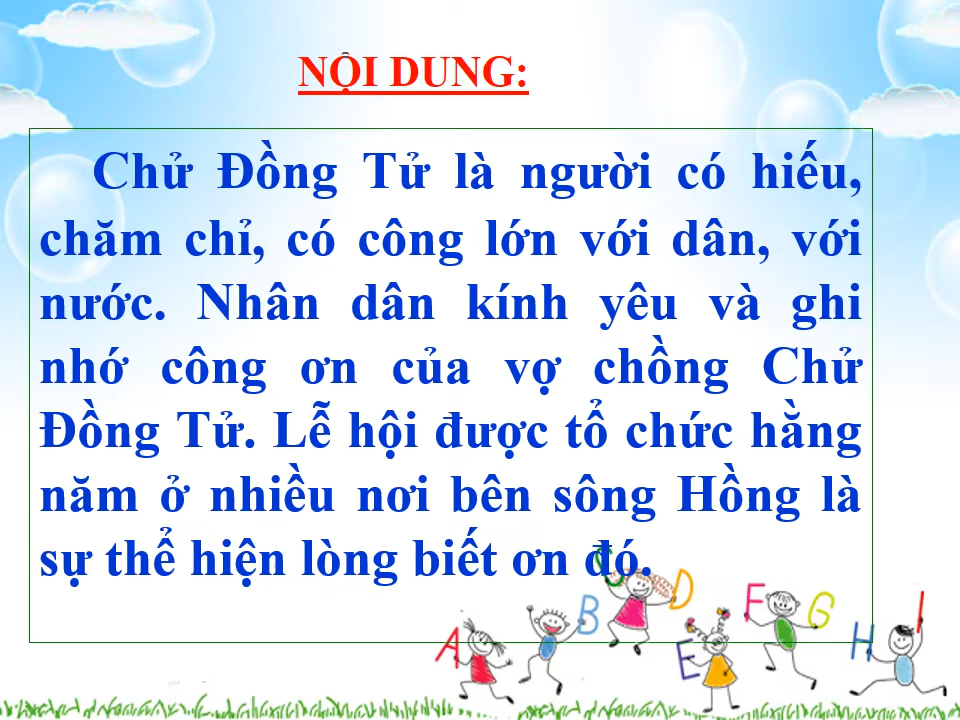 NỘI DUNG:
Chử Đồng Tử là người có hiếu,
chăm chỉ, có công lớn với dân, với
nước. Nhân dân kính yêu và ghi
nhớ công ơn của vợ chồng Chử
Đồng Tử. Lễ hội được tổ chức hằng
năm ở nhiều nơi bên sông Hồng là
sự thể hiện lòng biết ơn đó.
A B C D E F G H I